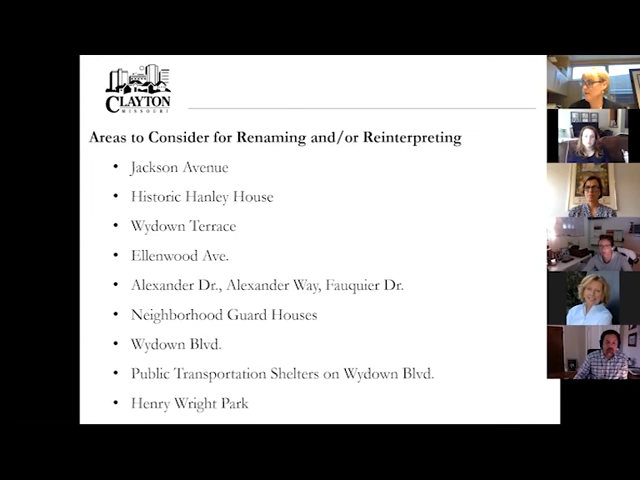 CLAYTON
MISSOURI
Areas to Consider for Renaming and/or Reinterpreting
• Jackson Avenue
• Historic Hanley House
• Wydown Terrace
• Ellenwood Ave.
• Alexander Dr., Alexander Way, Fauquier Dr.
• Neighborhood Guard Houses
• Wydown Blvd.
• Public Transportation Shelters on Wydown Blvd.
• Henry Wright Park